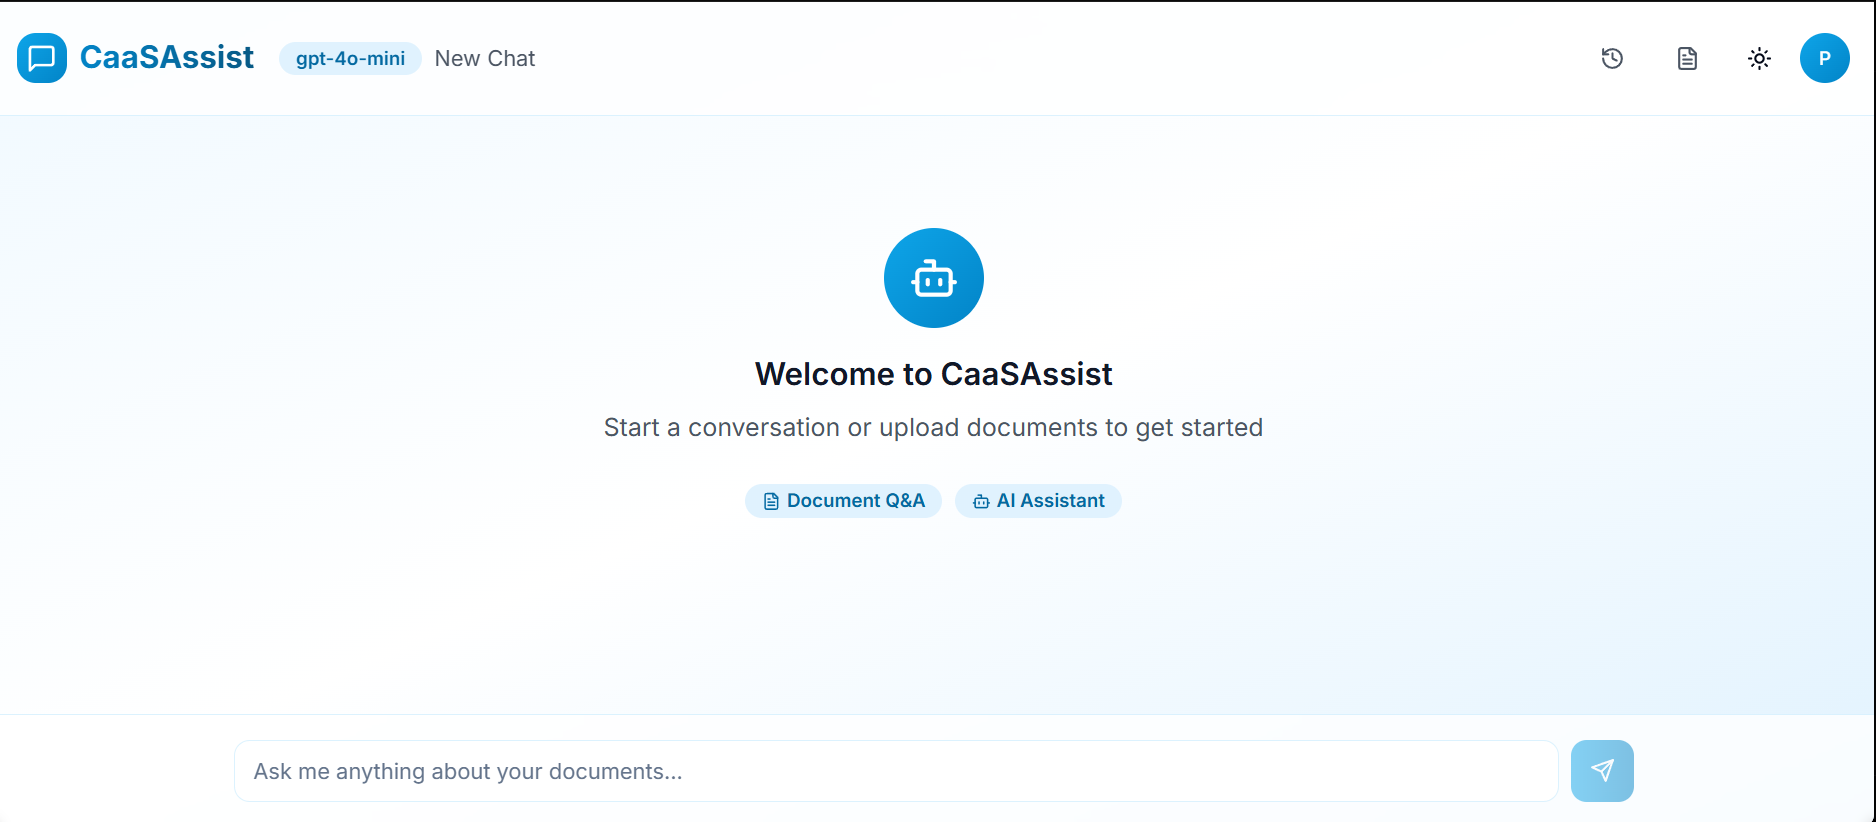 CaaSAssist
gpt-4o-mini
New Chat
P
Welcome to CaaSAssist
Start a conversation or upload documents to get started
Document Q&A
AI Assistant
Ask me anything about your documents...